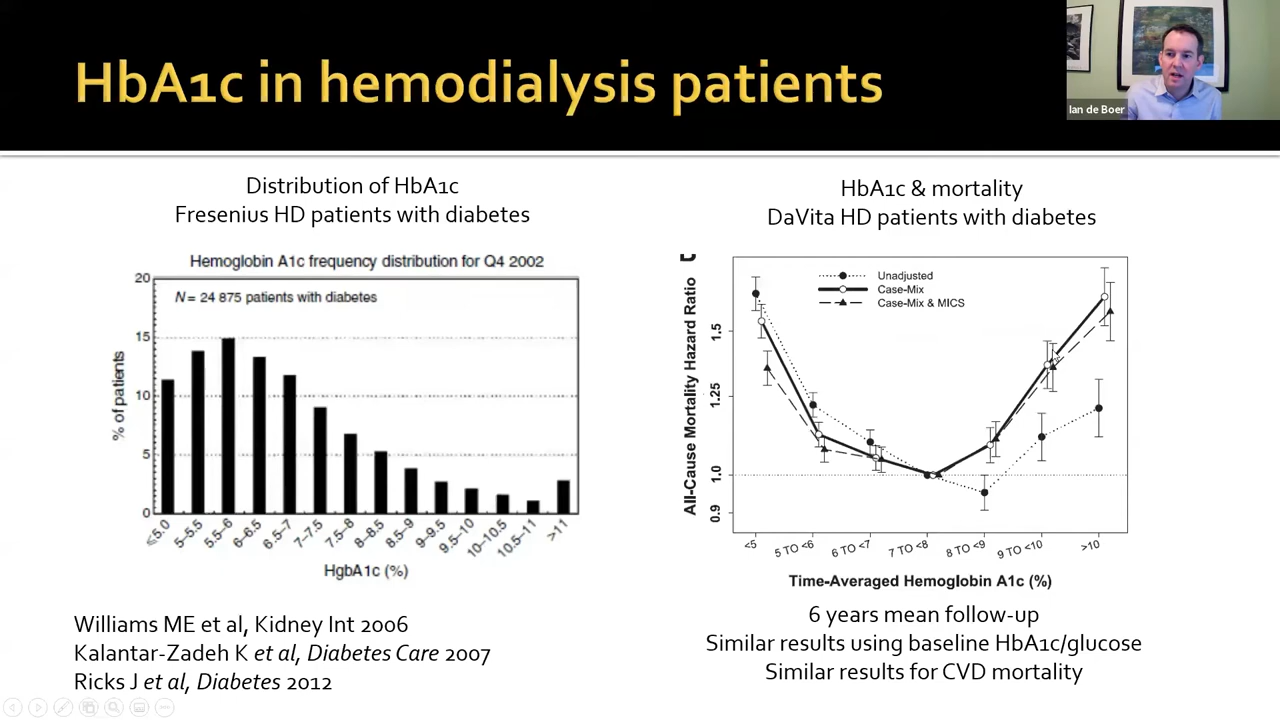 HbA1c in hemodialysis patients
Ian de Boer
Distribution of HbA1c
Fresenius HD patients with diabetes
Hemoglobin A1c frequency distribution for Q4 2002
N = 24 875 patients with diabetes
% of patients
20
15
10
5
0
≤5.0
5–5.5
5.5–6
6–6.5
6.5–7
7–7.5
7.5–8
8–8.5
8.5–9
9–9.5
9.5–10
10–10.5
10.5–11
>11
HgbA1c (%)
Williams ME et al, Kidney Int 2006
Kalantar-Zadeh K et al, Diabetes Care 2007
Ricks J et al, Diabetes 2012
HbA1c & mortality
DaVita HD patients with diabetes
Unadjusted
Case-Mix
Case-Mix & MICS
All-Cause Mortality Hazard Ratio
1.5
1.25
1.0
0.9
<5
5 TO <6
6 TO <7
7 TO <8
8 TO <9
9 TO <10
>10
Time-Averaged Hemoglobin A1c (%)
6 years mean follow-up
Similar results using baseline HbA1c/glucose
Similar results for CVD mortality